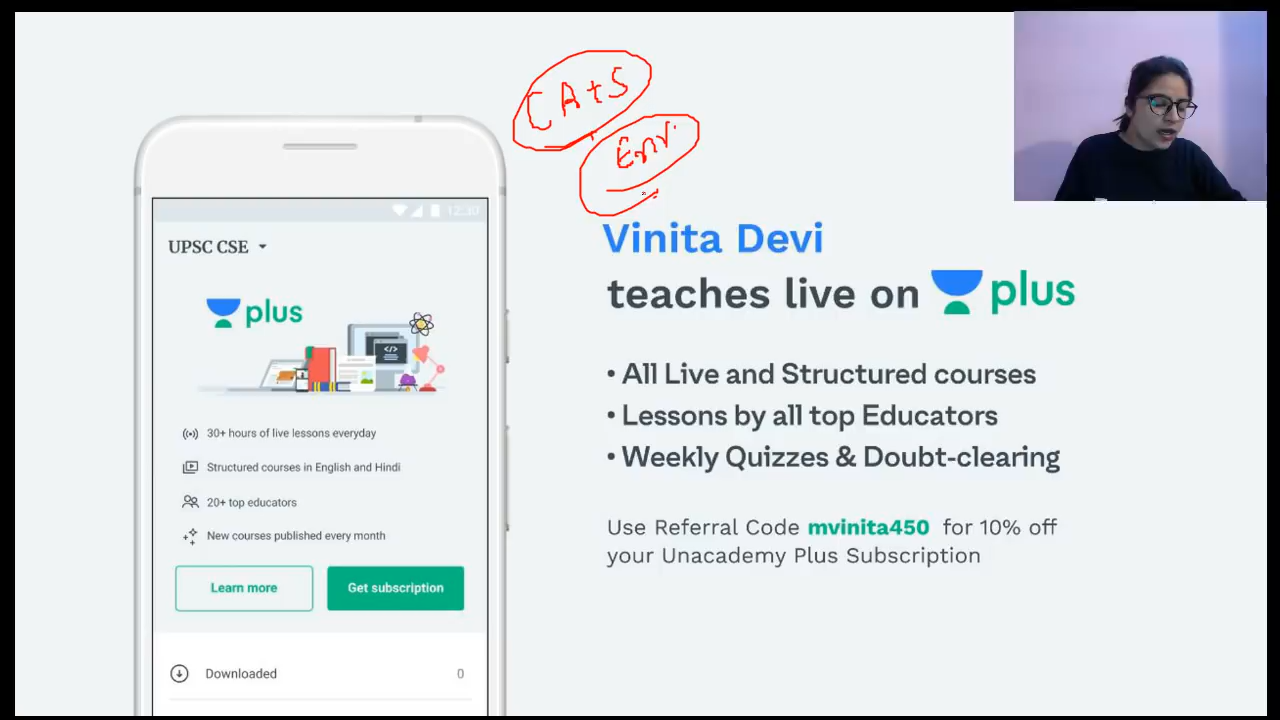 CA+S
Env.
12:30
UPSC CSE
plus
30+ hours of live lessons everyday
Structured courses in English and Hindi
20+ top educators
New courses published every month
Learn more
Get subscription
Downloaded 0
Vinita Devi
teaches live on plus
• All Live and Structured courses
• Lessons by all top Educators
• Weekly Quizzes & Doubt-clearing
Use Referral Code mvinita450 for 10% off
your Unacademy Plus Subscription